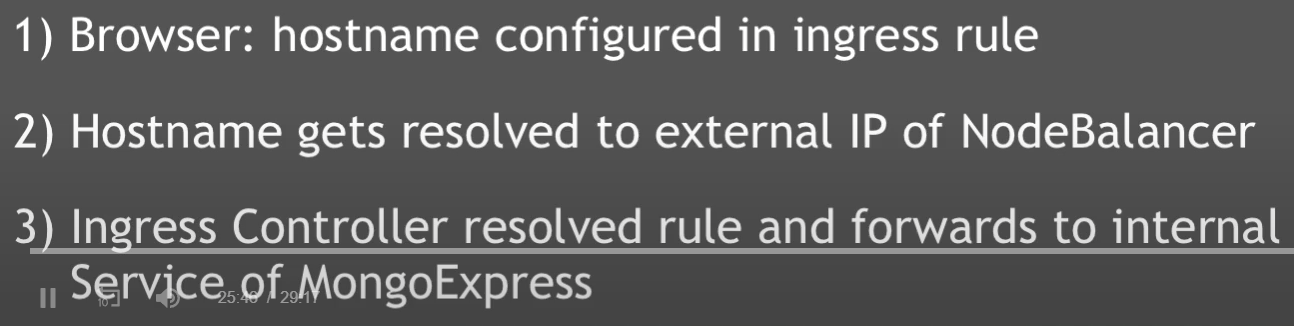 1) Browser: hostname configured in ingress rule
2) Hostname gets resolved to external IP of NodeBalancer
3) Ingress Controller resolved rule and forwards to internal
Service of MongoExpress
25:40 / 29:17